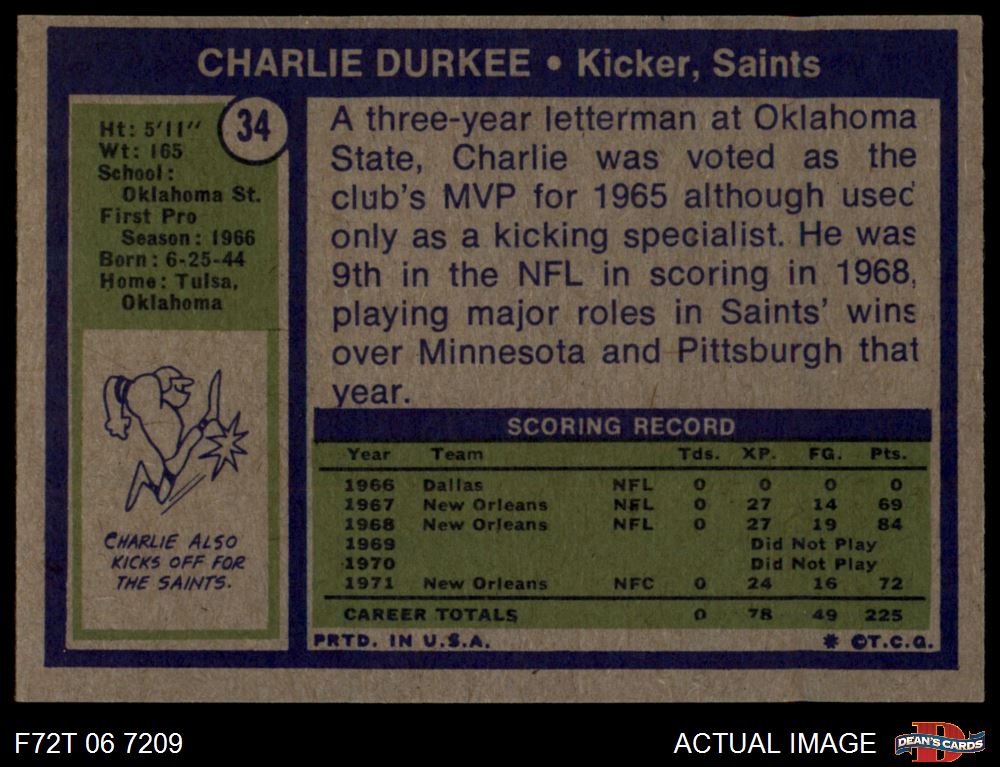 CHARLIE DURKEE • Kicker, Saints
34
Ht: 5'11"
Wt: 165
School:
Oklahoma St.
First Pro
Season: 1966
Born: 6-25-44
Home: Tulsa,
Oklahoma
CHARLIE ALSO
KICKS OFF FOR
THE SAINTS.
A three-year letterman at Oklahoma
State, Charlie was voted as the
club's MVP for 1965 although used
only as a kicking specialist. He was
9th in the NFL in scoring in 1968,
playing major roles in Saints' wins
over Minnesota and Pittsburgh that
year.
SCORING RECORD
Year Team Tds. XP. FG. Pts.
1966 Dallas NFL 0 0 0 0
1967 New Orleans NFL 0 27 14 69
1968 New Orleans NFL 0 27 19 84
1969 Did Not Play
1970 Did Not Play
1971 New Orleans NFC 0 24 16 72
CAREER TOTALS 0 78 49 225
PRTD. IN U.S.A. * ©T.C.G.
F72T 06 7209 ACTUAL IMAGE D DEAN'S CARDS